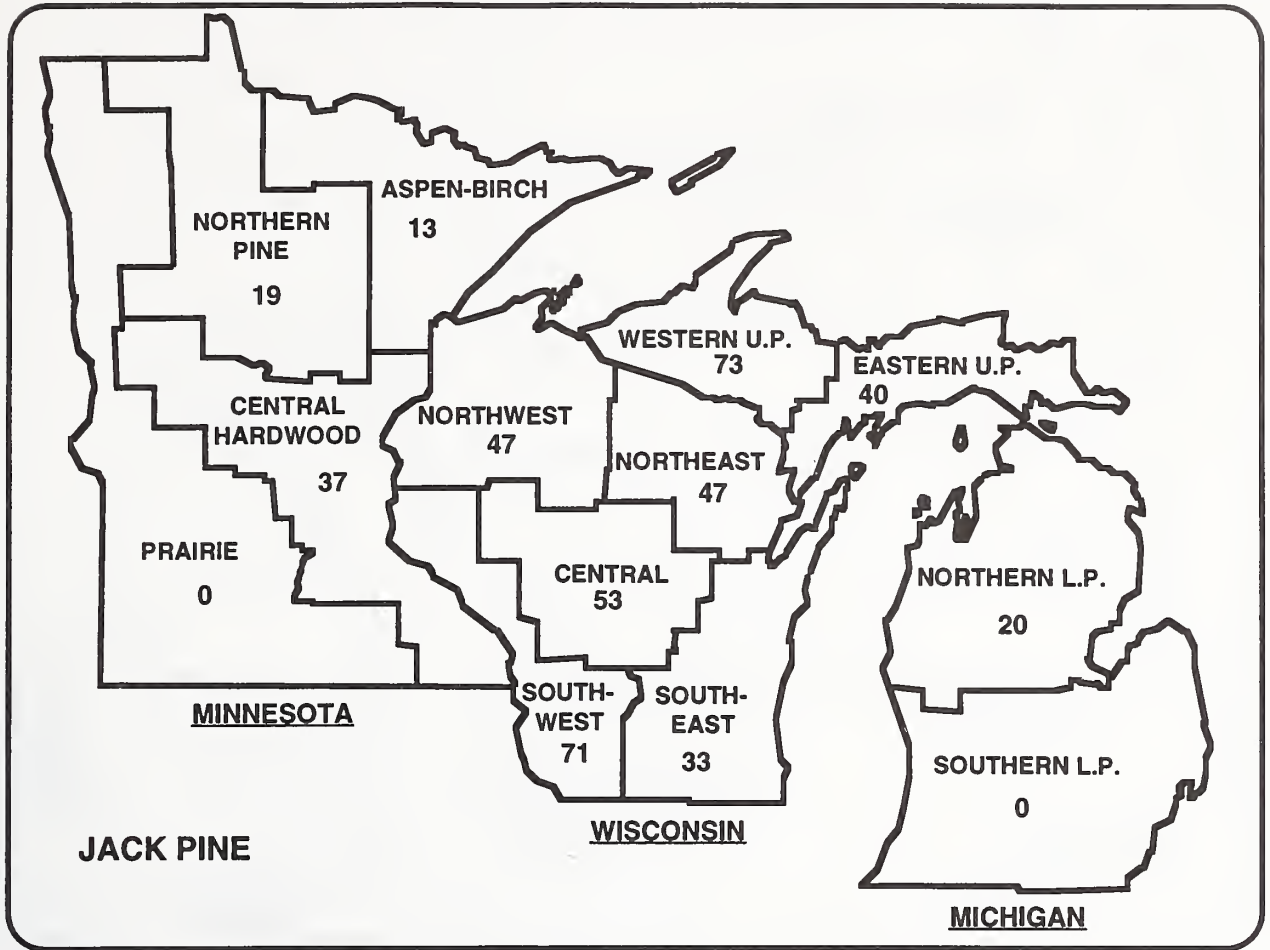 ASPEN-BIRCH
13
NORTHERN
PINE
19
WESTERN U.P.
73
EASTERN U.P.
40
CENTRAL
HARDWOOD
37
NORTHWEST
47
NORTHEAST
47
PRAIRIE
0
CENTRAL
53
NORTHERN L.P.
20
SOUTH-
WEST
71
SOUTH-
EAST
33
SOUTHERN L.P.
0
MINNESOTA
WISCONSIN
MICHIGAN
JACK PINE